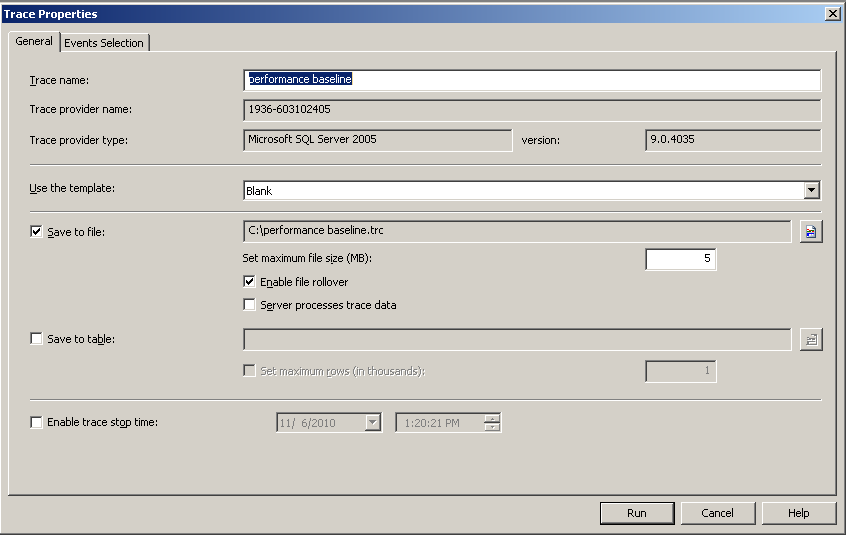 Trace Properties
General Events Selection
Trace name: performance baseline
Trace provider name: 1936-603102405
Trace provider type: Microsoft SQL Server 2005 version: 9.0.4035
Use the template: Blank
Save to file: C:\performance baseline.trc
Set maximum file size (MB): 5
Enable file rollover
Server processes trace data
Save to table:
Set maximum rows (in thousands): 1
Enable trace stop time: 11/ 6/2010 1:20:21 PM
Run Cancel Help